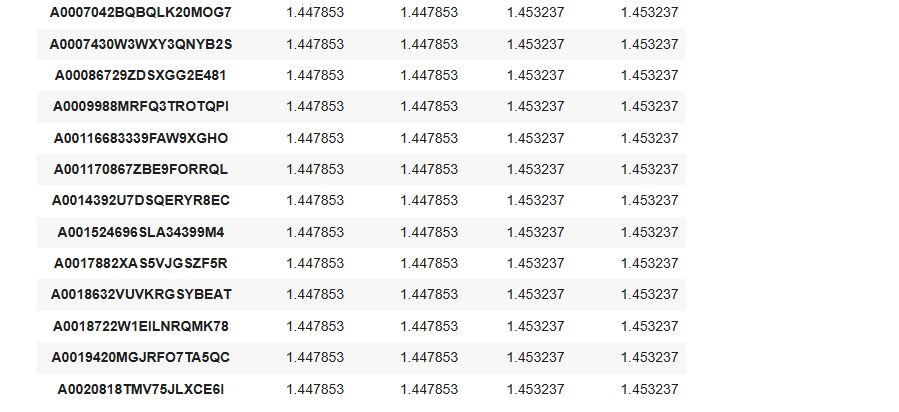 A0007042BQBQLK20MOG7 1.447853 1.447853 1.453237 1.453237
A0007430W3WXY3QNYB2S 1.447853 1.447853 1.453237 1.453237
A00086729ZDSXGG2E481 1.447853 1.447853 1.453237 1.453237
A0009988MRFQ3TROTQPI 1.447853 1.447853 1.453237 1.453237
A00116683339FAW9XGHO 1.447853 1.447853 1.453237 1.453237
A001170867ZBE9FORRQL 1.447853 1.447853 1.453237 1.453237
A0014392U7DSQERYR8EC 1.447853 1.447853 1.453237 1.453237
A001524696SLA34399M4 1.447853 1.447853 1.453237 1.453237
A0017882XAS5VJGSZF5R 1.447853 1.447853 1.453237 1.453237
A0018632VUVKRGSYBEAT 1.447853 1.447853 1.453237 1.453237
A0018722W1EILNRQMK78 1.447853 1.447853 1.453237 1.453237
A0019420MGJRFO7TA5QC 1.447853 1.447853 1.453237 1.453237
A0020818TMV75JLXCE6I 1.447853 1.447853 1.453237 1.453237